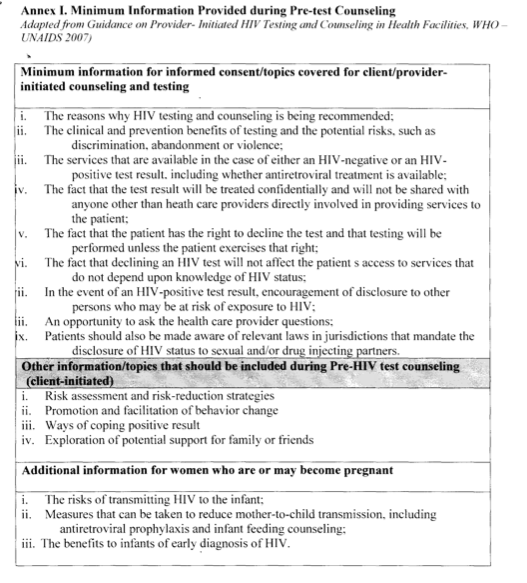 Annex I. Minimum Information Provided during Pre-test Counseling
Adapted from Guidance on Provider- Initiated HIV Testing and Counseling in Health Facilities, WHO –
UNAIDS 2007)
Minimum information for informed consent/topics covered for client/provider-
initiated counseling and testing
i. The reasons why HIV testing and counseling is being recommended;
ii. The clinical and prevention benefits of testing and the potential risks, such as
discrimination, abandonment or violence;
iii. The services that are available in the case of either an HIV-negative or an HIV-
positive test result, including whether antiretroviral treatment is available;
iv. The fact that the test result will be treated confidentially and will not be shared with
anyone other than heath care providers directly involved in providing services to
the patient;
v. The fact that the patient has the right to decline the test and that testing will be
performed unless the patient exercises that right;
vi. The fact that declining an HIV test will not affect the patient s access to services that
do not depend upon knowledge of HIV status;
ii. In the event of an HIV-positive test result, encouragement of disclosure to other
persons who may be at risk of exposure to HIV;
iii. An opportunity to ask the health care provider questions;
ix. Patients should also be made aware of relevant laws in jurisdictions that mandate the
disclosure of HIV status to sexual and/or drug injecting partners.
Other information/topics that should be included during Pre-HIV test counseling
(client-initiated)
i. Risk assessment and risk-reduction strategies
ii. Promotion and facilitation of behavior change
iii. Ways of coping positive result
iv. Exploration of potential support for family or friends
Additional information for women who are or may become pregnant
i. The risks of transmitting HIV to the infant;
ii. Measures that can be taken to reduce mother-to-child transmission, including
antiretroviral prophylaxis and infant feeding counseling;
iii. The benefits to infants of early diagnosis of HIV.